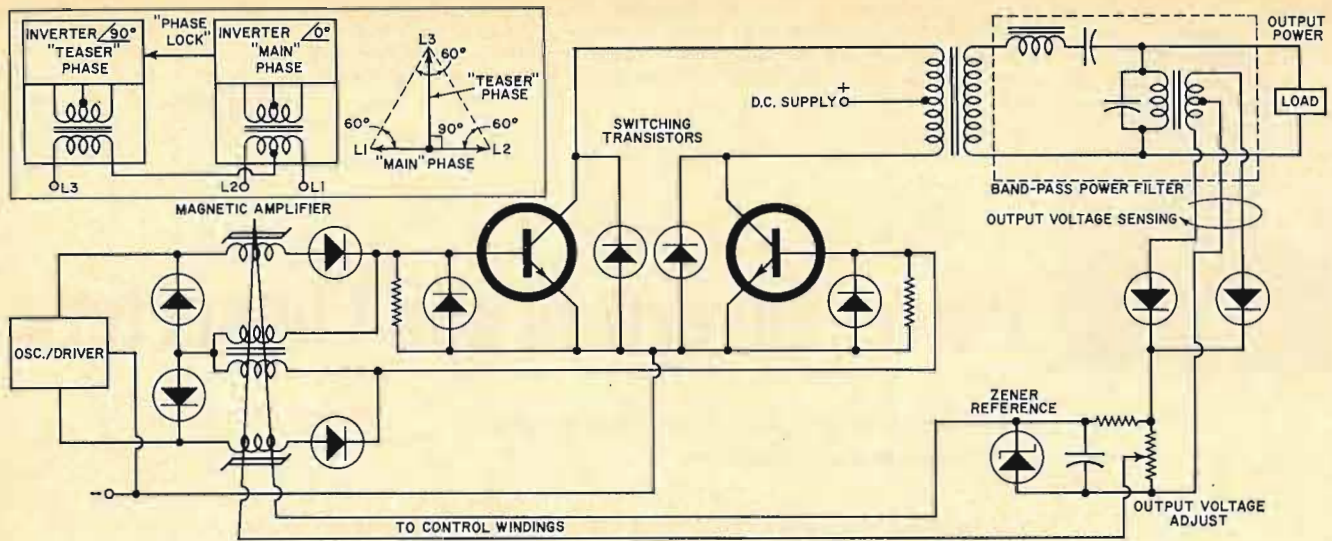 INVERTER ∠90°
"TEASER"
PHASE
"PHASE
LOCK"
INVERTER ∠0°
"MAIN"
PHASE
L3
L2
L1
L3
60°
"TEASER"
PHASE
60°
90°
60°
L1
"MAIN" PHASE
L2
D.C. SUPPLY
+
SWITCHING
TRANSISTORS
OUTPUT
POWER
LOAD
BAND-PASS POWER FILTER
OUTPUT VOLTAGE SENSING
MAGNETIC AMPLIFIER
OSC./DRIVER
ZENER
REFERENCE
-
TO CONTROL WINDINGS
OUTPUT VOLTAGE
ADJUST